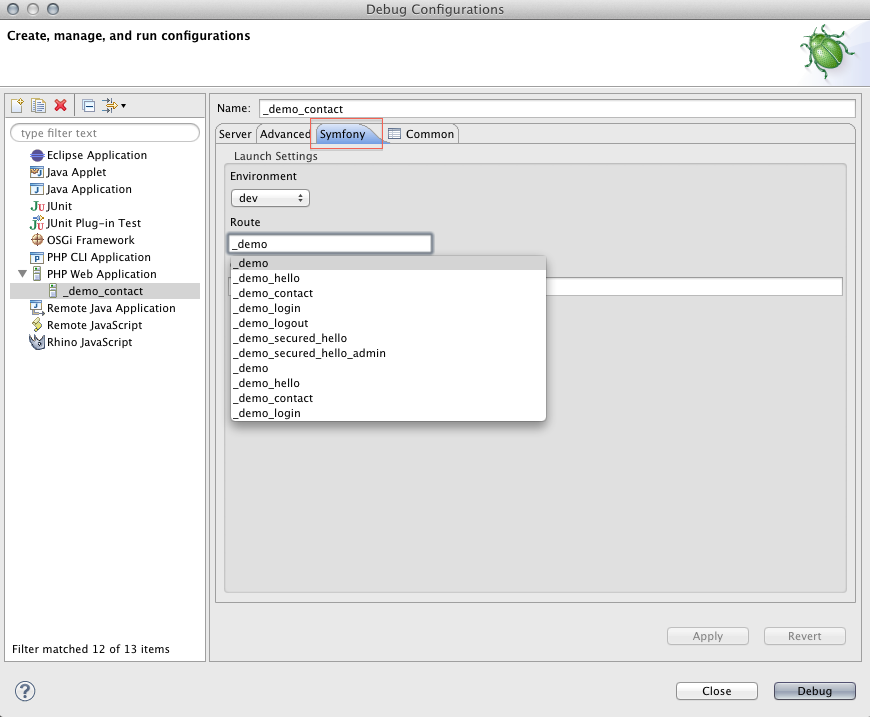 Debug Configurations
Create, manage, and run configurations
type filter text
Eclipse Application
Java Applet
Java Application
JUnit
JUnit Plug-in Test
OSGi Framework
PHP CLI Application
PHP Web Application
_demo_contact
Remote Java Application
Remote JavaScript
Rhino JavaScript
Filter matched 12 of 13 items
Name: _demo_contact
Server Advanced Symfony Common
Launch Settings
Environment
dev
Route
_demo
_demo
_demo_hello
_demo_contact
_demo_login
_demo_logout
_demo_secured_hello
_demo_secured_hello_admin
_demo
_demo_hello
_demo_contact
_demo_login
Apply Revert
? Close Debug